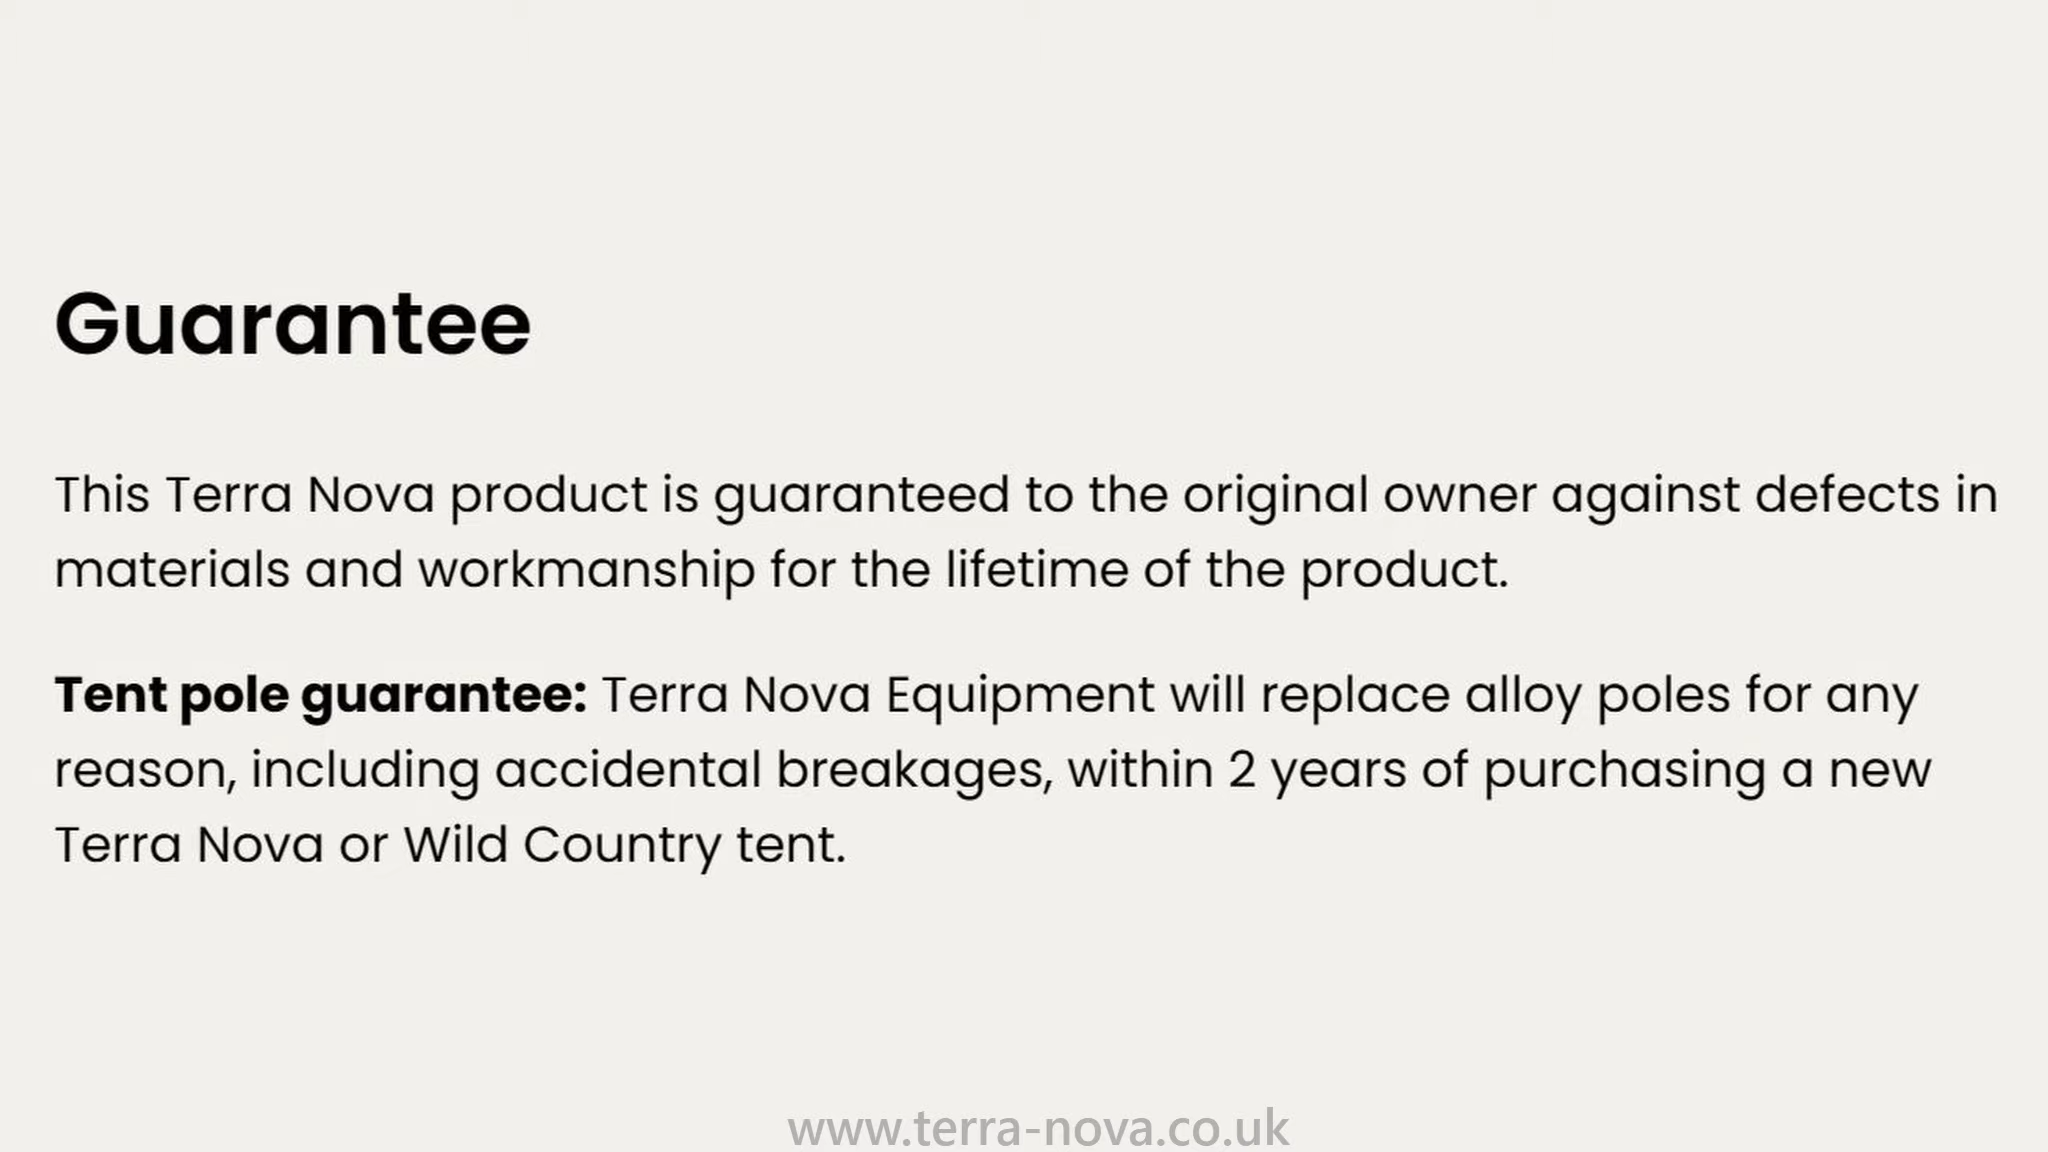 Guarantee
This Terra Nova product is guaranteed to the original owner against defects in
materials and workmanship for the lifetime of the product.
Tent pole guarantee: Terra Nova Equipment will replace alloy poles for any
reason, including accidental breakages, within 2 years of purchasing a new
Terra Nova or Wild Country tent.
www.terra-nova.co.uk